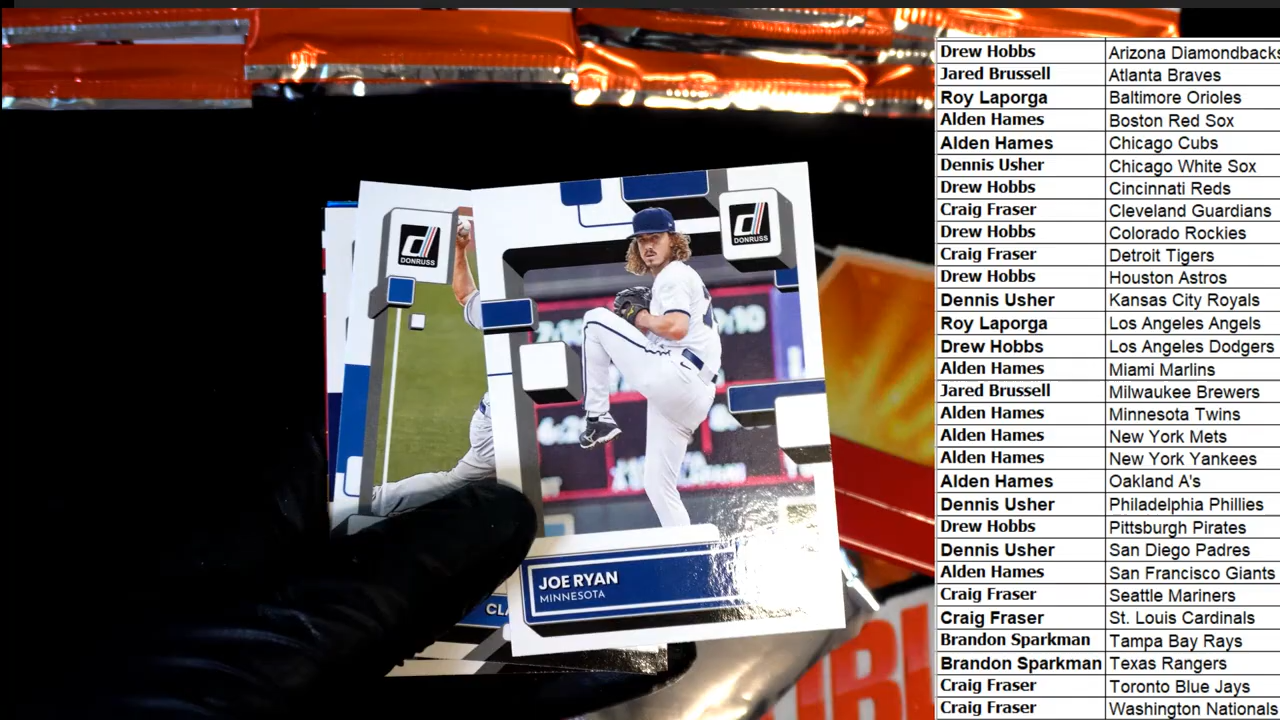 DONRUSS
DONRUSS
JOE RYAN
MINNESOTA
CLA
Drew Hobbs Arizona Diamondbacks
Jared Brussell Atlanta Braves
Roy Laporga Baltimore Orioles
Alden Hames Boston Red Sox
Alden Hames Chicago Cubs
Dennis Usher Chicago White Sox
Drew Hobbs Cincinnati Reds
Craig Fraser Cleveland Guardians
Drew Hobbs Colorado Rockies
Craig Fraser Detroit Tigers
Drew Hobbs Houston Astros
Dennis Usher Kansas City Royals
Roy Laporga Los Angeles Angels
Drew Hobbs Los Angeles Dodgers
Alden Hames Miami Marlins
Jared Brussell Milwaukee Brewers
Alden Hames Minnesota Twins
Alden Hames New York Mets
Alden Hames New York Yankees
Alden Hames Oakland A's
Dennis Usher Philadelphia Phillies
Drew Hobbs Pittsburgh Pirates
Dennis Usher San Diego Padres
Alden Hames San Francisco Giants
Craig Fraser Seattle Mariners
Craig Fraser St. Louis Cardinals
Brandon Sparkman Tampa Bay Rays
Brandon Sparkman Texas Rangers
Craig Fraser Toronto Blue Jays
Craig Fraser Washington Nationals